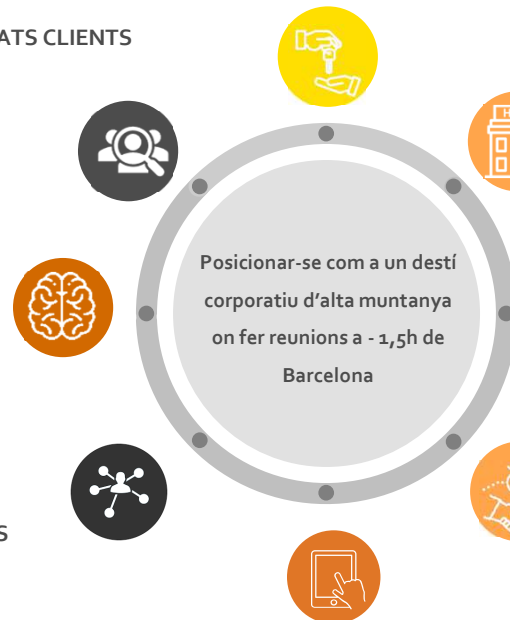 ATS CLIENTS
H
Posicionar-se com a un destí
corporatiu d'alta muntanya
on fer reunions a - 1,5h de
Barcelona
S